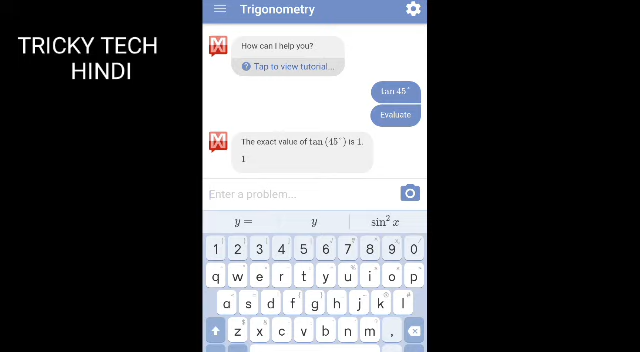 Trigonometry
TRICKY TECH
HINDI
How can I help you?
Tap to view tutorial...
tan 45°
Evaluate
The exact value of tan (45°) is 1.
1
Enter a problem...
y = y sin² x
1 2 3 4 5 6 7 8 9 0
q w e r t y u i o p
a s d f g h j k l
z x c v b n m ,